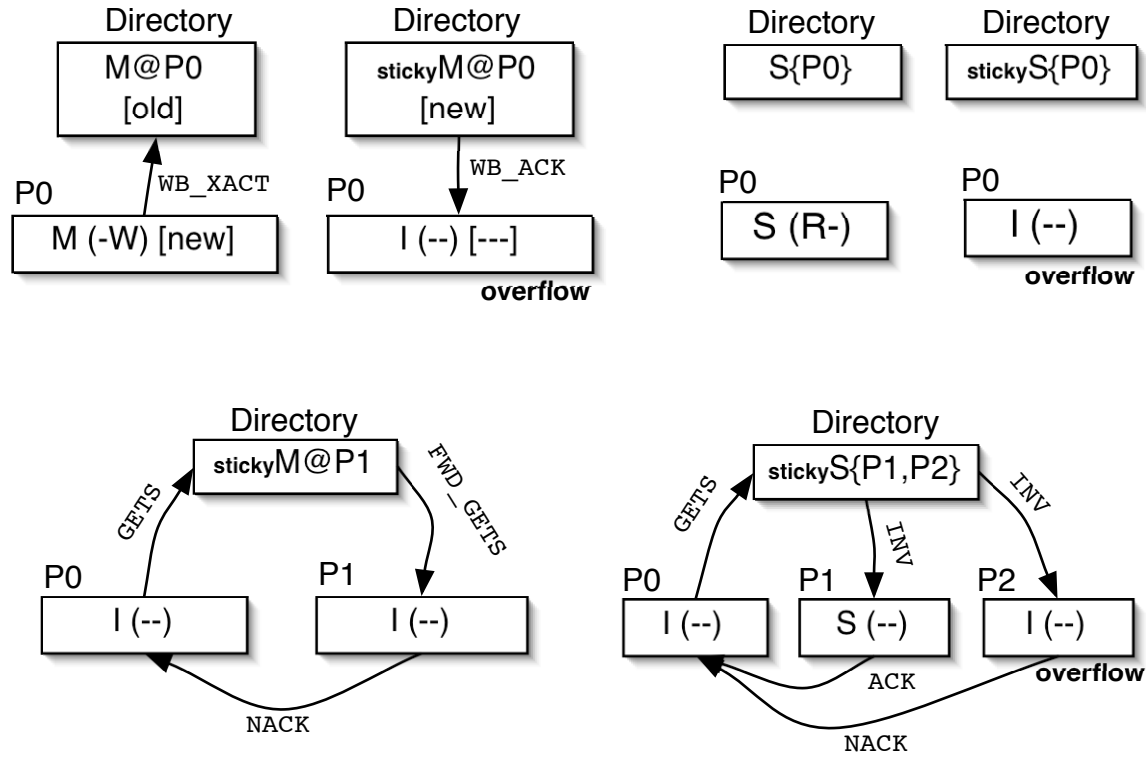 Directory
M@P0
[old]
WB_XACT
P0
M (-W) [new]
Directory
stickyM@P0
[new]
WB_ACK
P0
I (--) [---]
overflow
Directory
S{P0}
P0
S (R-)
Directory
stickyS{P0}
P0
I (--)
overflow
Directory
stickyM@P1
GETS
FWD_GETS
P0
I (--)
P1
I (--)
NACK
Directory
stickyS{P1,P2}
GETS
INV
INV
P0
I (--)
P1
S (--)
P2
I (--)
overflow
ACK
NACK